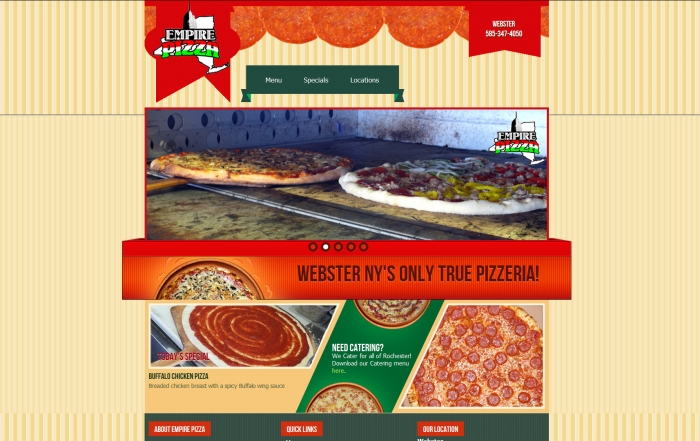 EMPIRE
PIZZA
WEBSTER
585-347-4050
Menu
Specials
Locations
EMPIRE
PIZZA
WEBSTER NY'S ONLY TRUE PIZZERIA!
TODAY'S SPECIAL
BUFFALO CHICKEN PIZZA
Breaded chicken breast with a spicy Buffalo wing sauce
NEED CATERING?
We Cater for all of Rochester!
Download our Catering menu
here.
ABOUT EMPIRE PIZZA
QUICK LINKS
OUR LOCATION
Webster